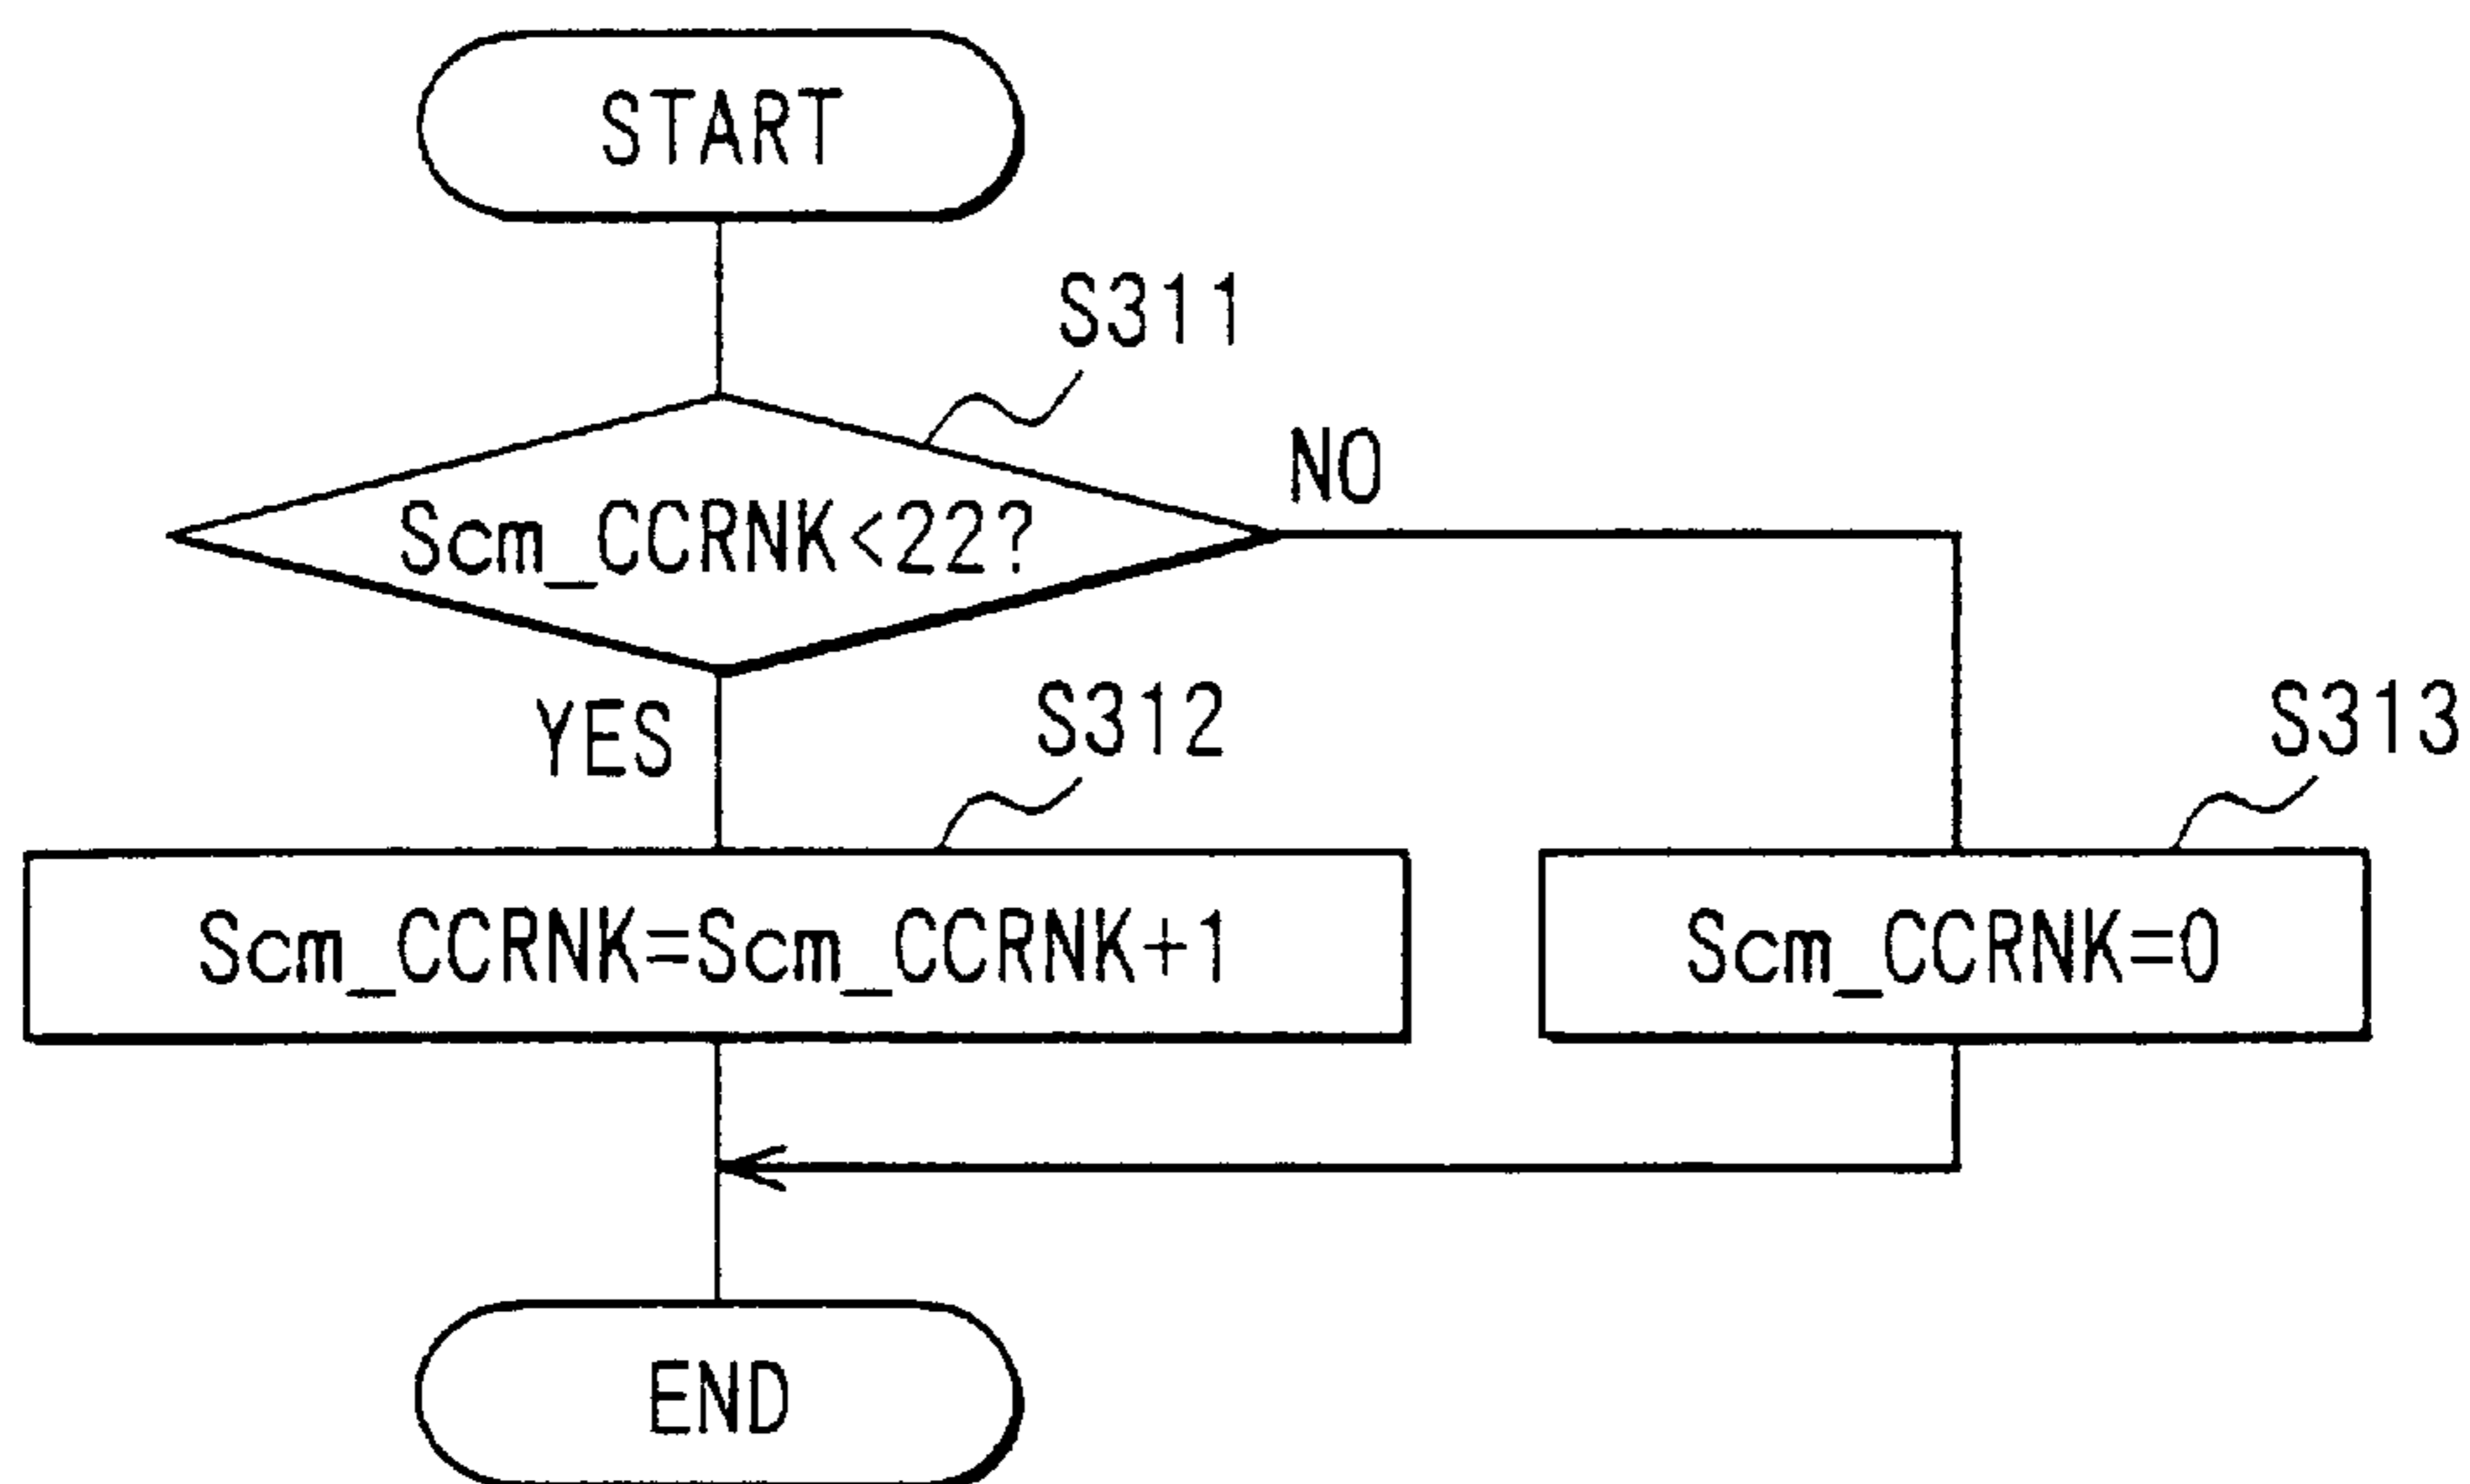 START
S311
NO
Scm_CCRNK<22?
YES
S312
S313
Scm_CCRNK=Scm_CCRNK+1
Scm_CCRNK=0
END